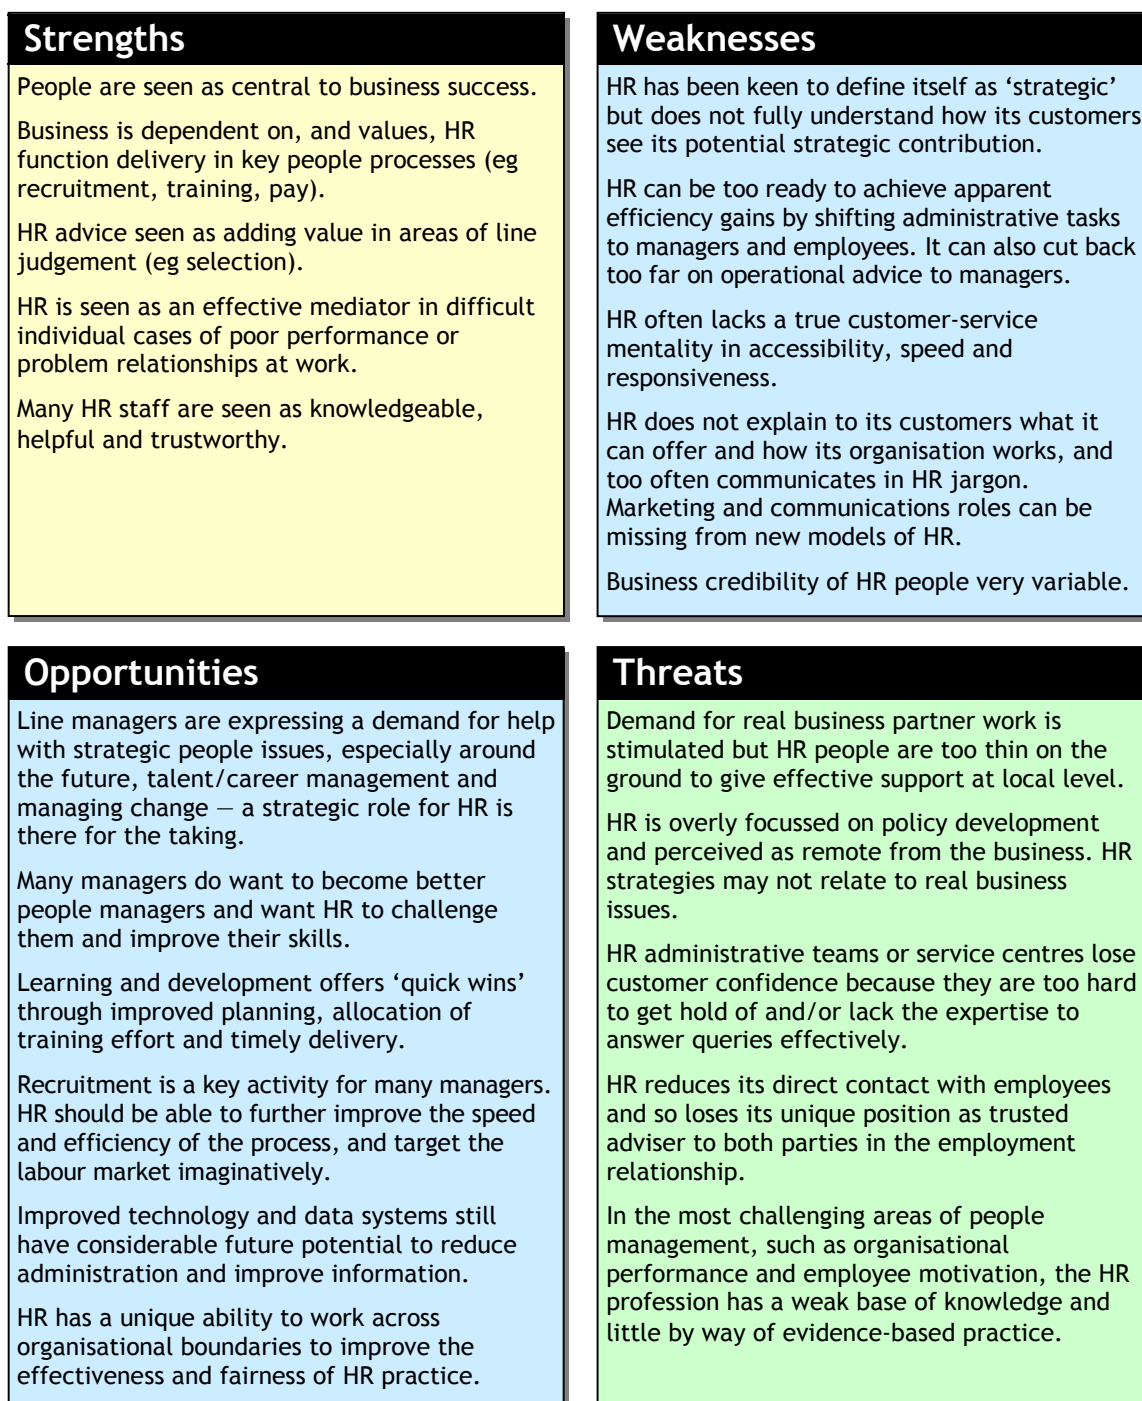 Strengths
People are seen as central to business success.
Business is dependent on, and values, HR
function delivery in key people processes (eg
recruitment, training, pay).
HR advice seen as adding value in areas of line
judgement (eg selection).
HR is seen as an effective mediator in difficult
individual cases of poor performance or
problem relationships at work.
Many HR staff are seen as knowledgeable,
helpful and trustworthy.
Weaknesses
HR has been keen to define itself as ‘strategic’
but does not fully understand how its customers
see its potential strategic contribution.
HR can be too ready to achieve apparent
efficiency gains by shifting administrative tasks
to managers and employees. It can also cut back
too far on operational advice to managers.
HR often lacks a true customer-service
mentality in accessibility, speed and
responsiveness.
HR does not explain to its customers what it
can offer and how its organisation works, and
too often communicates in HR jargon.
Marketing and communications roles can be
missing from new models of HR.
Business credibility of HR people very variable.
Opportunities
Line managers are expressing a demand for help
with strategic people issues, especially around
the future, talent/career management and
managing change — a strategic role for HR is
there for the taking.
Many managers do want to become better
people managers and want HR to challenge
them and improve their skills.
Learning and development offers ‘quick wins’
through improved planning, allocation of
training effort and timely delivery.
Recruitment is a key activity for many managers.
HR should be able to further improve the speed
and efficiency of the process, and target the
labour market imaginatively.
Improved technology and data systems still
have considerable future potential to reduce
administration and improve information.
HR has a unique ability to work across
organisational boundaries to improve the
effectiveness and fairness of HR practice.
Threats
Demand for real business partner work is
stimulated but HR people are too thin on the
ground to give effective support at local level.
HR is overly focussed on policy development
and perceived as remote from the business. HR
strategies may not relate to real business
issues.
HR administrative teams or service centres lose
customer confidence because they are too hard
to get hold of and/or lack the expertise to
answer queries effectively.
HR reduces its direct contact with employees
and so loses its unique position as trusted
adviser to both parties in the employment
relationship.
In the most challenging areas of people
management, such as organisational
performance and employee motivation, the HR
profession has a weak base of knowledge and
little by way of evidence-based practice.